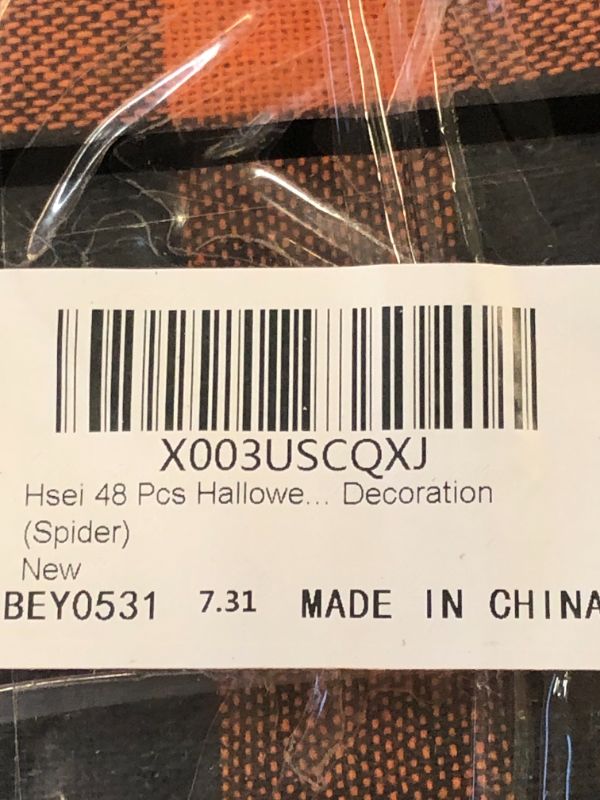 X003USCQXJ
Hsei 48 Pcs Hallowe... Decoration
(Spider)
New
BEY0531 7.31 MADE IN CHINA